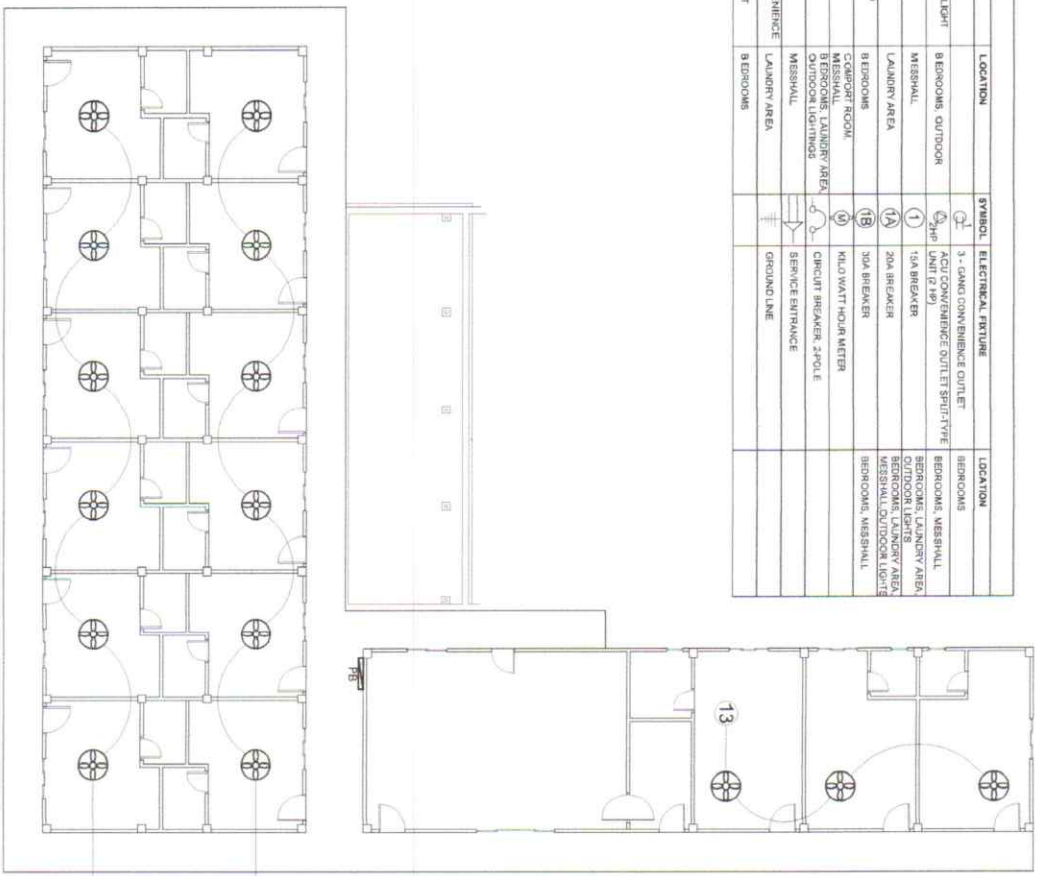 LIGHT
NIENCE
T
LOCATION
BEDROOMS, OUTDOOR
MESSHALL
LAUNDRY AREA
BEDROOMS
COMPORT ROOM,
MESSHALL
BEDROOMS, LAUNDRY AREA,
OUTDOOR LIGHTINGS
MESSHALL
LAUNDRY AREA
BEDROOMS
SYMBOL
ELECTRICAL FIXTURE
LOCATION
3 - GANG CONVENIENCE OUTLET
BEDROOMS
2HP
ACU CONVENIENCE OUTLET SPLIT-TYPE
UNIT (2 HP)
BEDROOMS, MESSHALL
1
15A BREAKER
BEDROOMS, LAUNDRY AREA,
OUTDOOR LIGHTS
1A
20A BREAKER
BEDROOMS, LAUNDRY AREA,
MESSHALL, OUTDOOR LIGHTS
1B
30A BREAKER
BEDROOMS, MESSHALL
M
KILO WATT HOUR METER
CIRCUIT BREAKER, 2-POLE
SERVICE ENTRANCE
GROUND LINE
PB
13